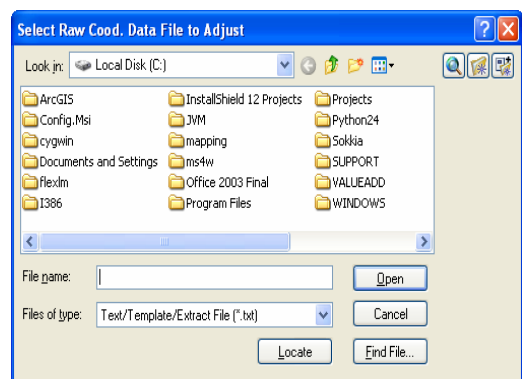 Select Raw Cood. Data File to Adjust
Look in: Local Disk (C:)
ArcGIS InstallShield 12 Projects Projects
Config.Msi JVM Python24
cygwin mapping Sokkia
Documents and Settings ms4w SUPPORT
flexlm Office 2003 Final VALUEADD
I386 Program Files WINDOWS
File name: Open
Files of type: Text/Template/Extract File (*.txt) Cancel
Locate Find File...